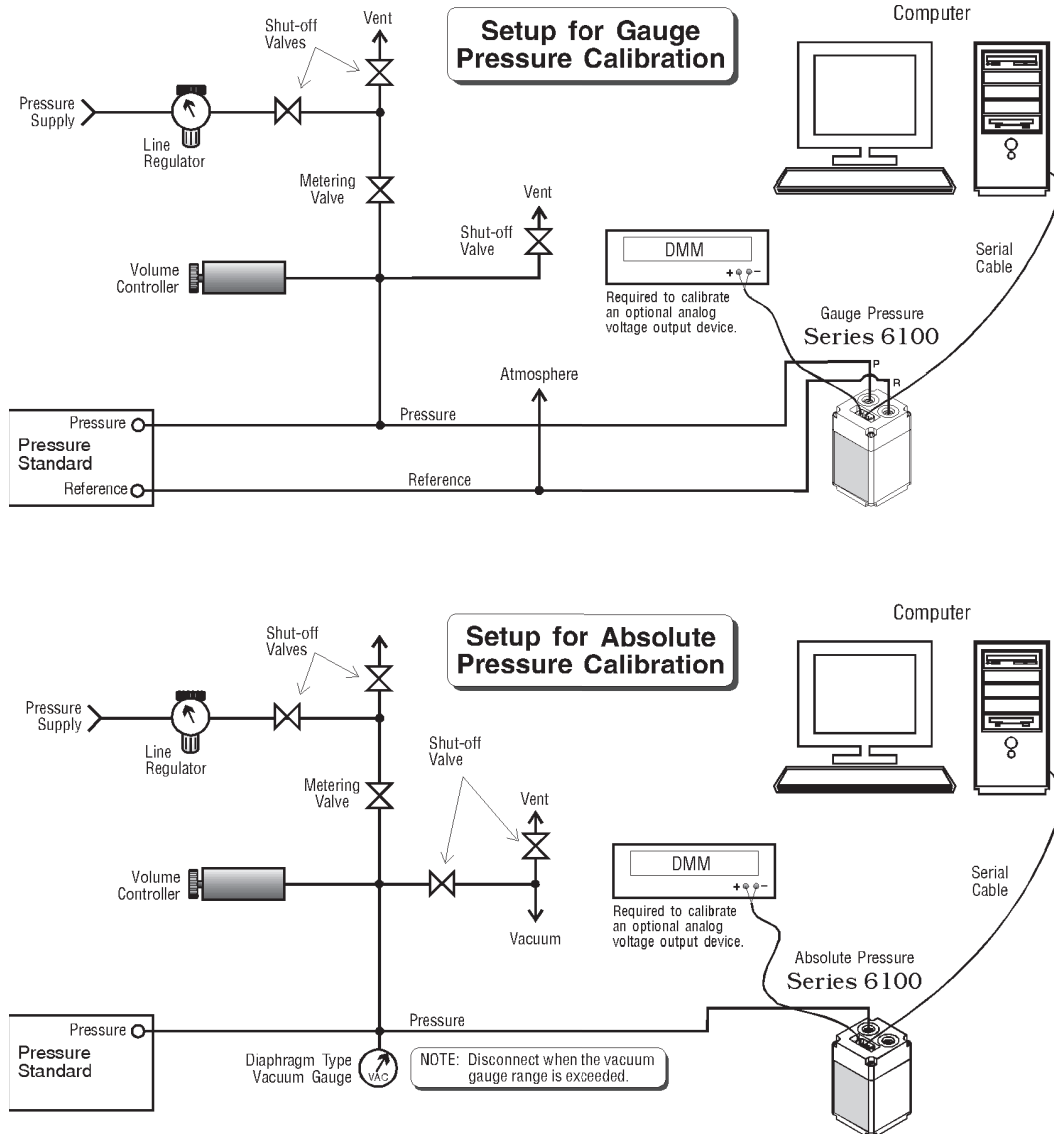 Setup for Gauge
Pressure Calibration
Computer
Vent
Shut-off
Valves
Pressure
Supply
Line
Regulator
Metering
Valve
Vent
Shut-off
Valve
Volume
Controller
DMM
+ −
Required to calibrate
an optional analog
voltage output device.
Serial
Cable
Gauge Pressure
Series 6100
P
R
Atmosphere
Pressure
Pressure
Pressure
Standard
Reference
Reference
Setup for Absolute
Pressure Calibration
Computer
Shut-off
Valves
Pressure
Supply
Line
Regulator
Shut-off
Valve
Metering
Valve
Vent
Volume
Controller
DMM
+ −
Required to calibrate
an optional analog
voltage output device.
Serial
Cable
Vacuum
Absolute Pressure
Series 6100
Pressure
Pressure
Pressure
Standard
Diaphragm Type
Vacuum Gauge
VAC
NOTE: Disconnect when the vacuum
gauge range is exceeded.